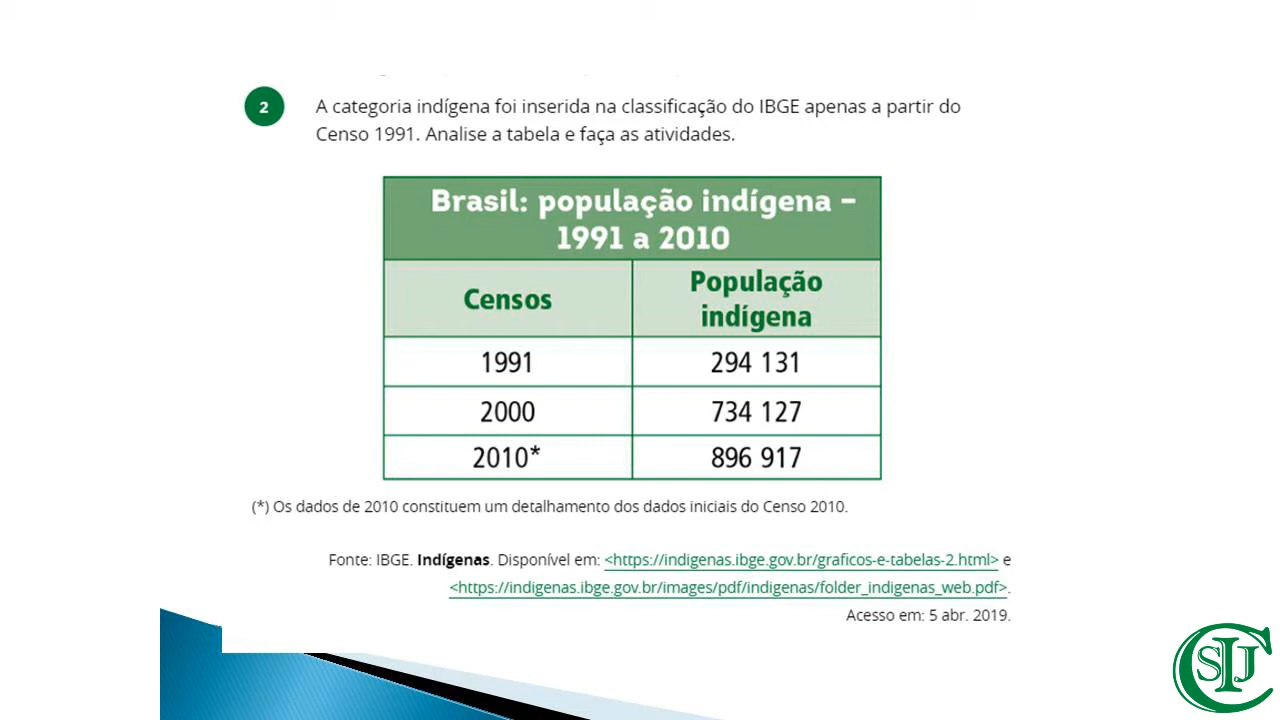 2
A categoria indígena foi inserida na classificação do IBGE apenas a partir do
Censo 1991. Analise a tabela e faça as atividades.
Brasil: população indígena –
1991 a 2010
Censos
População
indígena
1991
294 131
2000
734 127
2010*
896 917
(*) Os dados de 2010 constituem um detalhamento dos dados iniciais do Censo 2010.
Fonte: IBGE. Indígenas. Disponível em: <https://indigenas.ibge.gov.br/graficos-e-tabelas-2.html> e
<https://indigenas.ibge.gov.br/images/pdf/indigenas/folder_indigenas_web.pdf>.
Acesso em: 5 abr. 2019.